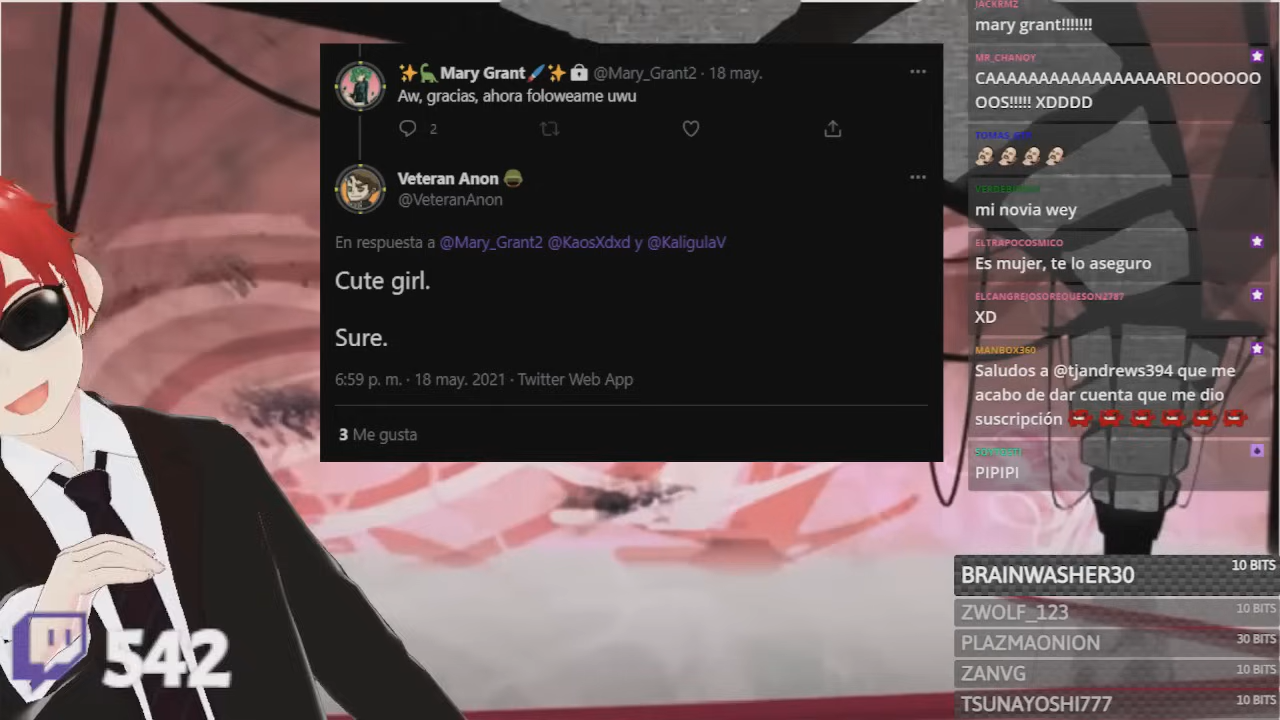 ✨🦕Mary Grant🖌️✨💼 @Mary_Grant2 · 18 may.
Aw, gracias, ahora foloweame uwu
2
Veteran Anon
@VeteranAnon
En respuesta a @Mary_Grant2 @KaosXdxd y @KaligulaV
Cute girl.
Sure.
6:59 p. m. · 18 may. 2021 · Twitter Web App
3 Me gusta
JACKRMZ
mary grant!!!!!!!
MR_CHANOY
CAAAAAAAAAAAAAAAAARLOOOOOO
OOS!!!!! XDDDD
mi novia wey
ELTRAPOCOSMICO
Es mujer, te lo aseguro
ELCANGREJOSOREQUESON2787
XD
MANBOX360
Saludos a @tjandrews394 que me
acabo de dar cuenta que me dio
suscripción
PIPIPI
BRAINWASHER30 10 BITS
ZWOLF_123 10 BITS
PLAZMAONION 30 BITS
ZANVG 10 BITS
TSUNAYOSHI777 10 BITS
542